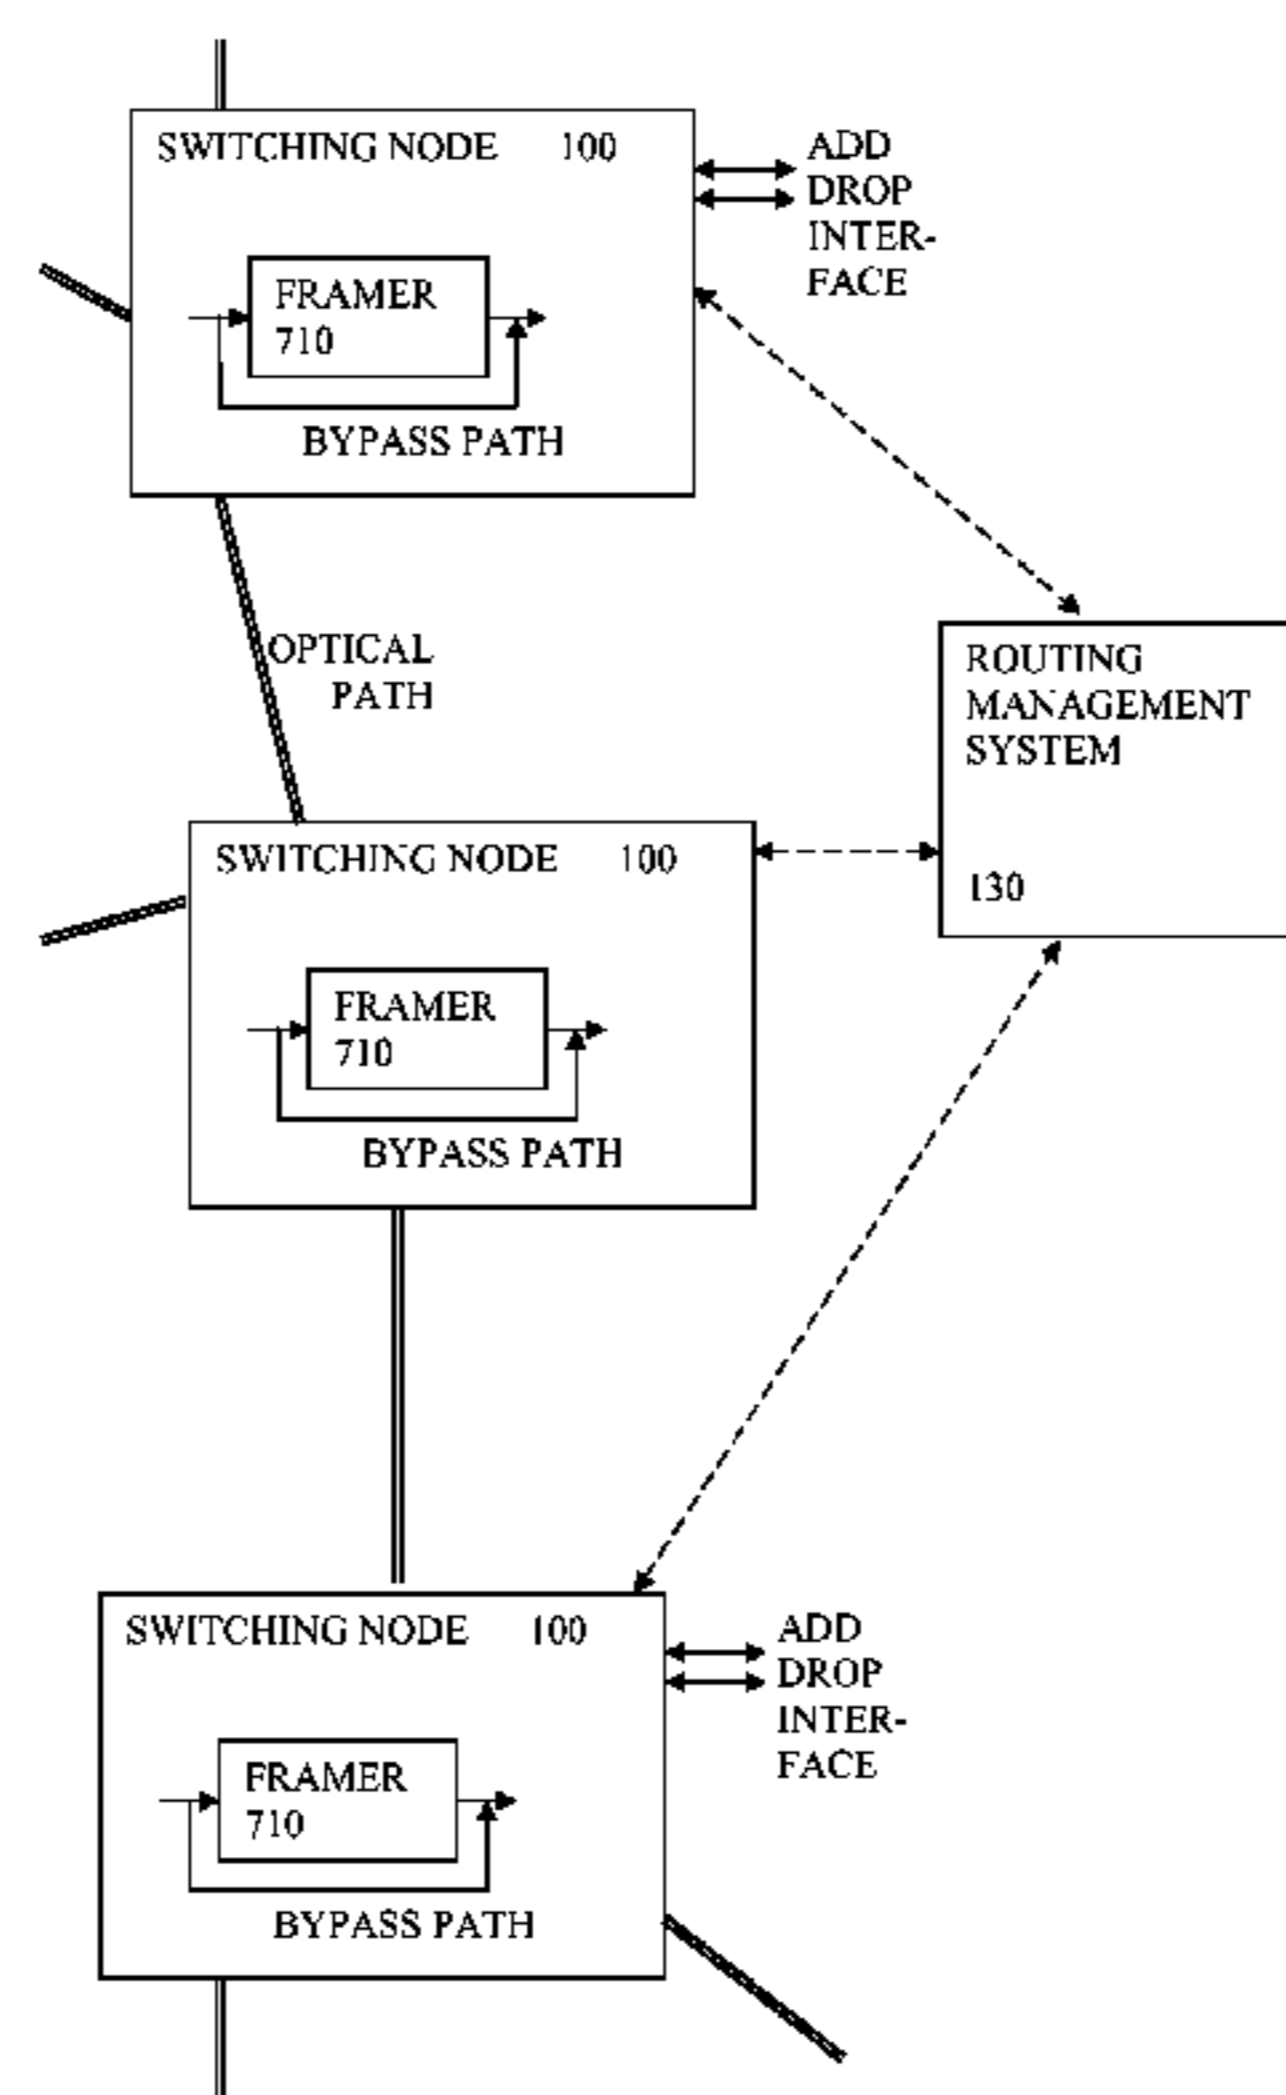 SWITCHING NODE 100
ADD
DROP
INTER-
FACE
FRAMER
710
BYPASS PATH
OPTICAL
PATH
ROUTING
MANAGEMENT
SYSTEM
130
SWITCHING NODE 100
FRAMER
710
BYPASS PATH
SWITCHING NODE 100
ADD
DROP
INTER-
FACE
FRAMER
710
BYPASS PATH